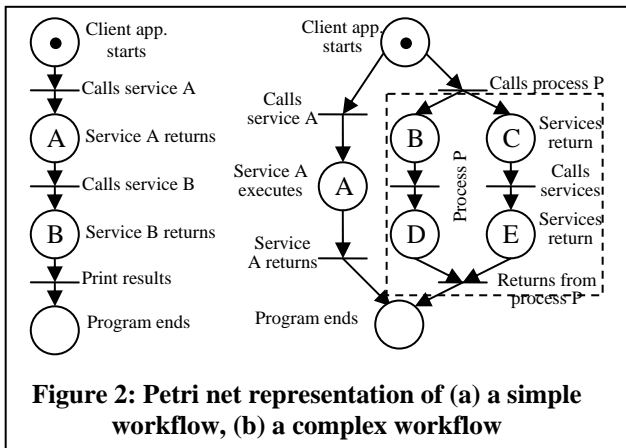 Client app.
starts
Calls service A
A
Service A returns
Calls service B
B
Service B returns
Print results
Program ends
Client app.
starts
Calls
service A
Service A
executes
A
Service
A returns
Program ends
Calls process P
B
C
Services
return
Process P
Calls
services
D
E
Services
return
Returns from
process P
Figure 2: Petri net representation of (a) a simple
workflow, (b) a complex workflow